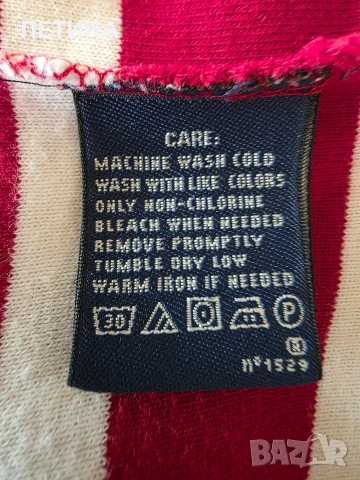 ПЕТИАА
CARE:
MACHINE WASH COLD
WASH WITH LIKE COLORS
ONLY NON-CHLORINE
BLEACH WHEN NEEDED
REMOVE PROMPTLY
TUMBLE DRY LOW
WARM IRON IF NEEDED
30 P
K
nº1529
BAZAR
.bg